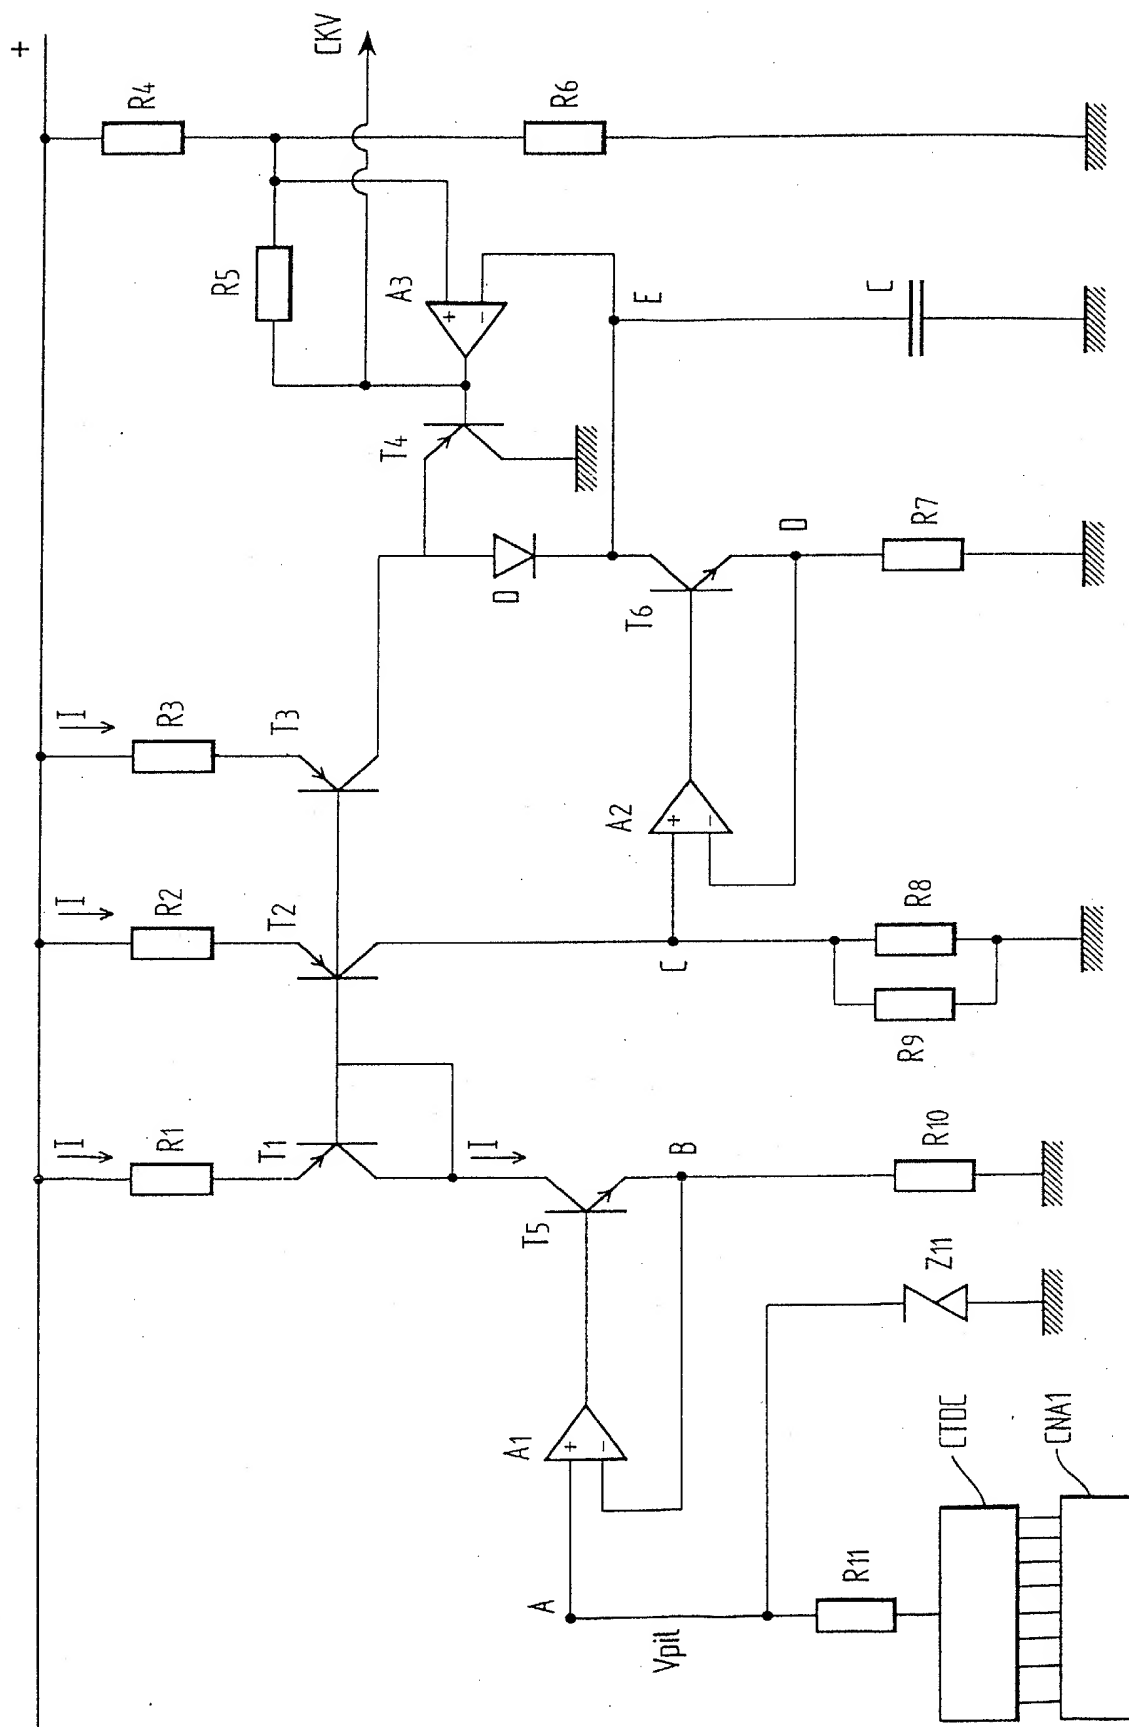 +
CKV
R4
R6
R5
A3
+
−
E
C
T4
D
T6
D
R7
I
R3
T3
A2
+
−
I
R2
T2
C
R8
R9
I
R1
T1
I
T5
B
R10
Z11
A1
+
−
A
Vpil
R11
CTDC
CNA1